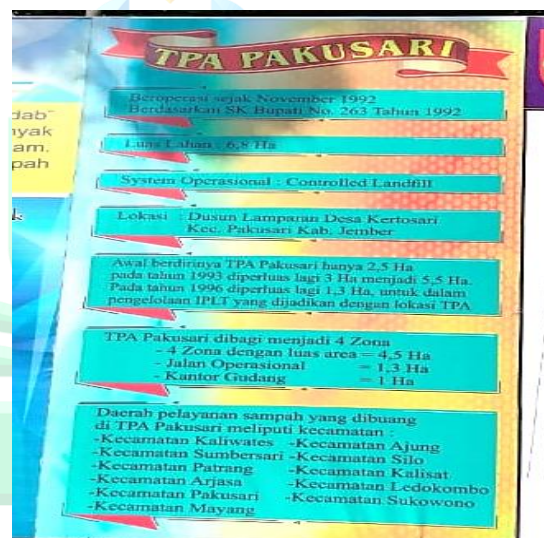 dab"
yak
am.
pah
k
TPA PAKUSARI
Beroperasi sejak November 1992
Berdasarkan SK.Bupati No. 263 Tahun 1992
Luas Lahan : 6,8 Ha
System Operasional : Controlled Landfill
Lokasi : Dusun Lamparan Desa Kertosari
Kec. Pakusari Kab. Jember
Awal berdirinya TPA Pakusari hanya 2,5 Ha
pada tahun 1993 diperluas lagi 3 Ha menjadi 5,5 Ha.
Pada tahun 1996 diperluas lagi 1,3 Ha, untuk dalam
pengelolaan IPLT yang dijadikan dengan lokasi TPA
TPA Pakusari dibagi menjadi 4 Zona
- 4 Zona dengan luas area = 4,5 Ha
- Jalan Operasional = 1,3 Ha
- Kantor Gudang = 1 Ha
Daerah pelayanan sampah yang dibuang
di TPA Pakusari meliputi kecamatan :
-Kecamatan Kaliwates -Kecamatan Ajung
-Kecamatan Sumbersari -Kecamatan Silo
-Kecamatan Patrang -Kecamatan Kalisat
-Kecamatan Arjasa -Kecamatan Ledokombo
-Kecamatan Pakusari -Kecamatan Sukowono
-Kecamatan Mayang